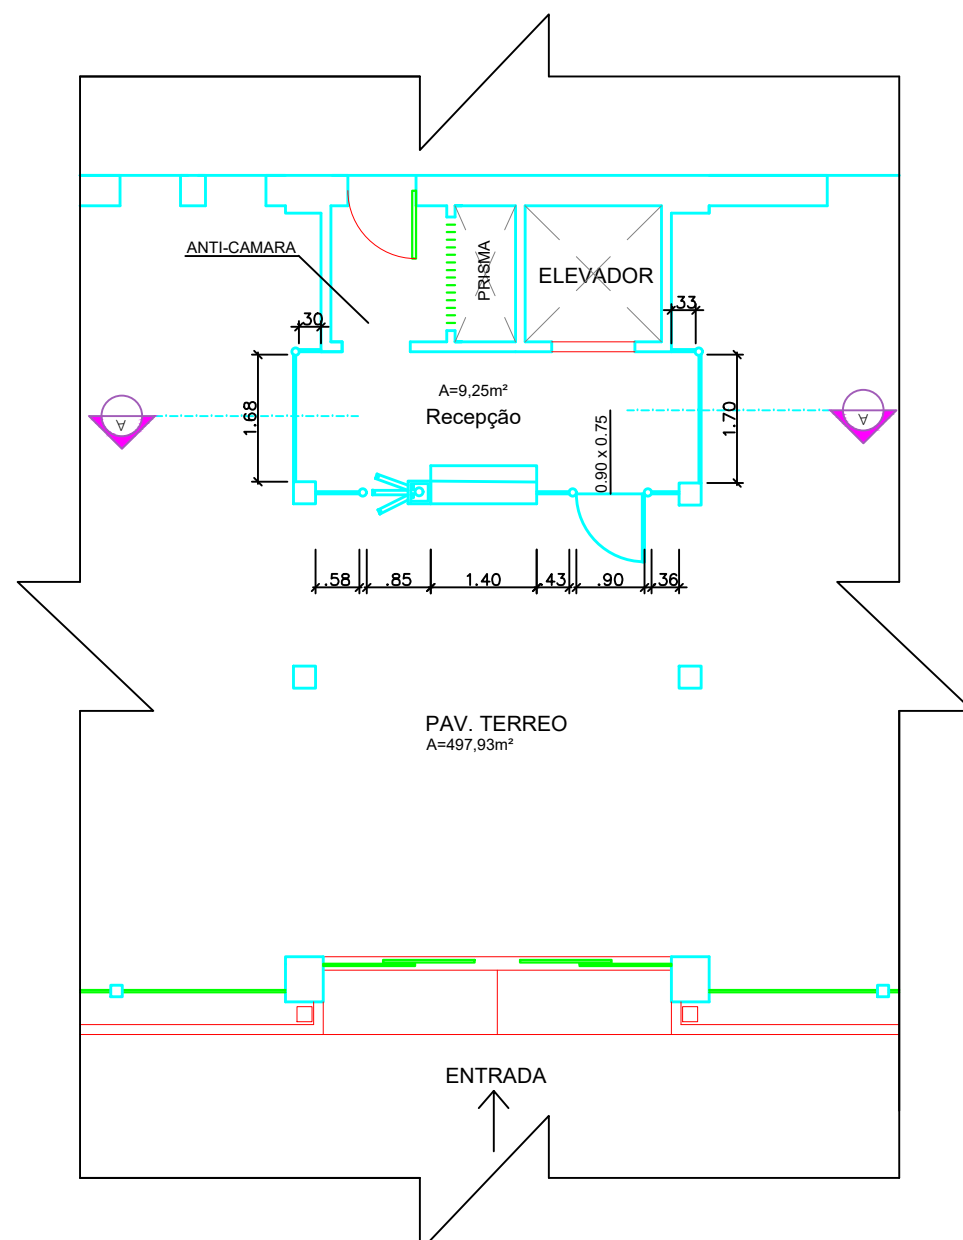 ANTI-CAMARA
PRISMA
ELEVADOR
.30
.33
A=9,25m²
Recepção
1.68
A
0.90 x 0.75
1.70
A
.58
.85
1.40
.43
.90
.36
PAV. TERREO
A=497,93m²
ENTRADA